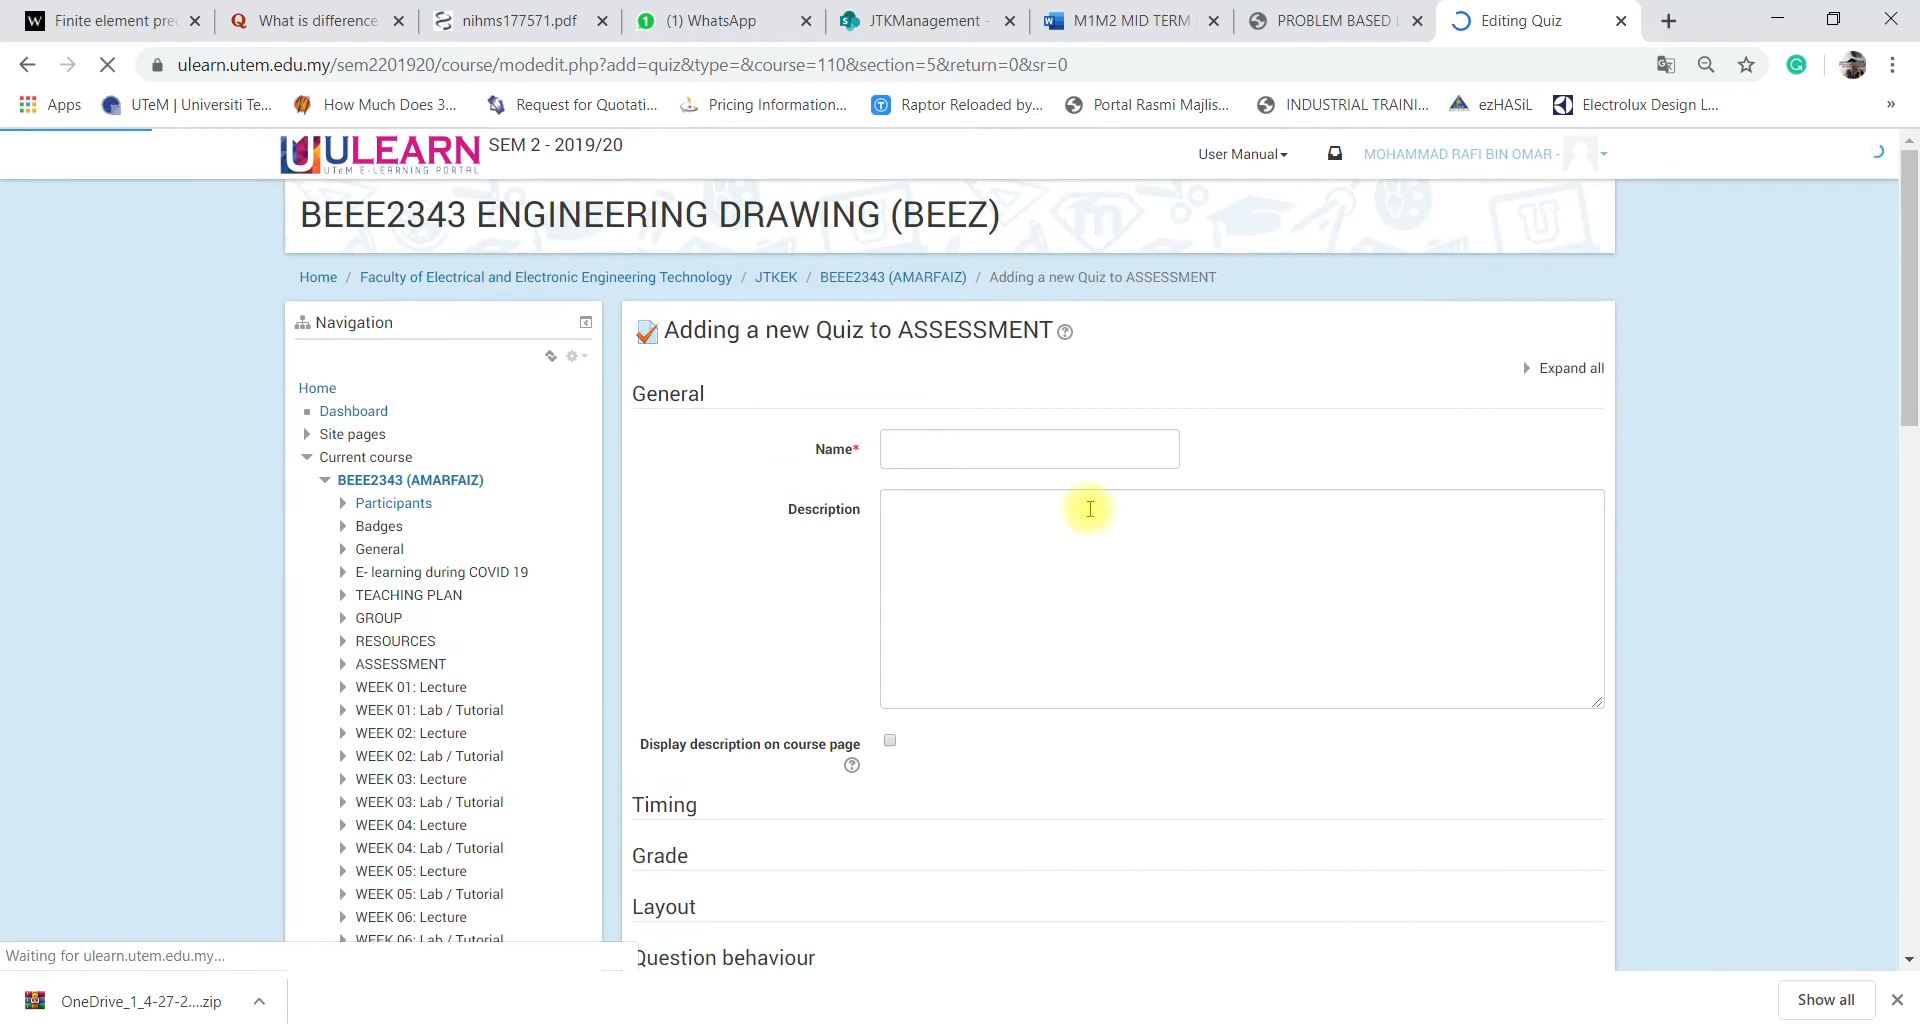 Finite element pre
What is difference
nihms177571.pdf
(1) WhatsApp
JTKManagement -
M1M2 MID TERM
PROBLEM BASED L
Editing Quiz
ulearn.utem.edu.my/sem2201920/course/modedit.php?add=quiz&type=&course=110&section=5&return=0&sr=0
Apps
UTeM | Universiti Te...
How Much Does 3...
Request for Quotati...
Pricing Information...
Raptor Reloaded by...
Portal Rasmi Majlis...
INDUSTRIAL TRAINI...
ezHASiL
Electrolux Design L...
»
ULEARN
UTeM E-LEARNING PORTAL
SEM 2 - 2019/20
User Manual
MOHAMMAD RAFI BIN OMAR -
BEEE2343 ENGINEERING DRAWING (BEEZ)
Home / Faculty of Electrical and Electronic Engineering Technology / JTKEK / BEEE2343 (AMARFAIZ) / Adding a new Quiz to ASSESSMENT
Navigation
Home
Dashboard
Site pages
Current course
BEEE2343 (AMARFAIZ)
Participants
Badges
General
E- learning during COVID 19
TEACHING PLAN
GROUP
RESOURCES
ASSESSMENT
WEEK 01: Lecture
WEEK 01: Lab / Tutorial
WEEK 02: Lecture
WEEK 02: Lab / Tutorial
WEEK 03: Lecture
WEEK 03: Lab / Tutorial
WEEK 04: Lecture
WEEK 04: Lab / Tutorial
WEEK 05: Lecture
WEEK 05: Lab / Tutorial
WEEK 06: Lecture
WEEK 06: Lab / Tutorial
Adding a new Quiz to ASSESSMENT
Expand all
General
Name*
Description
Display description on course page
Timing
Grade
Layout
Question behaviour
Waiting for ulearn.utem.edu.my...
OneDrive_1_4-27-2....zip
Show all